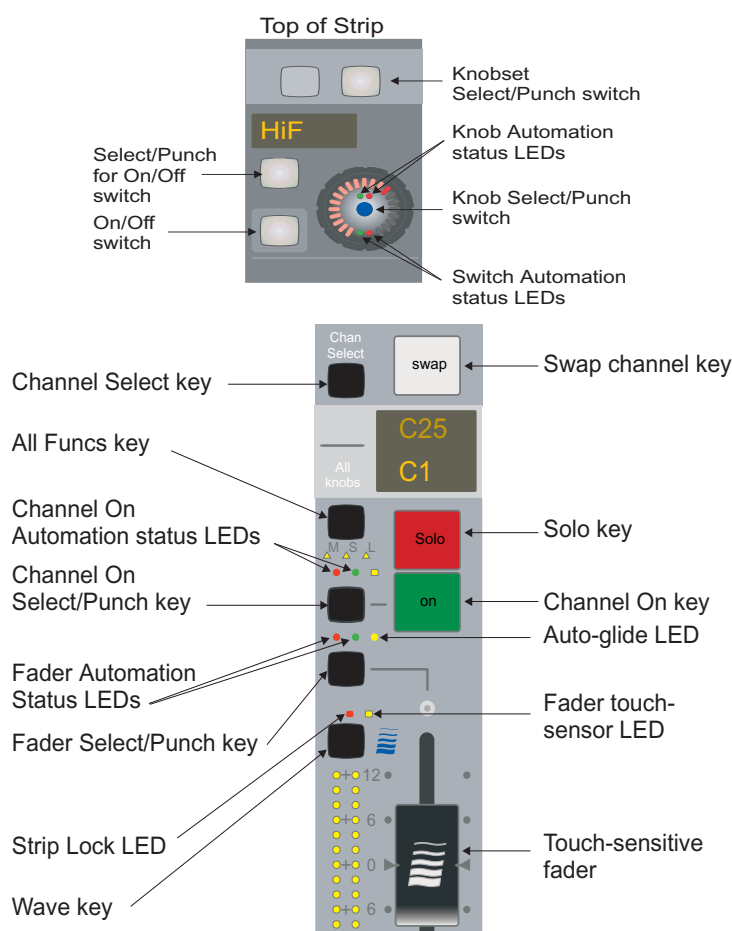 Top of Strip
Knobset
Select/Punch switch
HiF
Knob Automation
status LEDs
Select/Punch
for On/Off
switch
Knob Select/Punch
switch
On/Off
switch
Switch Automation
status LEDs
Chan
Select
swap
Swap channel key
Channel Select key
C25
All Funcs key
All
knobs
C1
Channel On
Automation status LEDs
Solo
Solo key
M S L
Channel On
Select/Punch key
on
Channel On key
Auto-glide LED
Fader Automation
Status LEDs
Fader touch-
sensor LED
Fader Select/Punch key
+ 12
+ 6
Strip Lock LED
Touch-sensitive
fader
+ 0
Wave key
+ 6